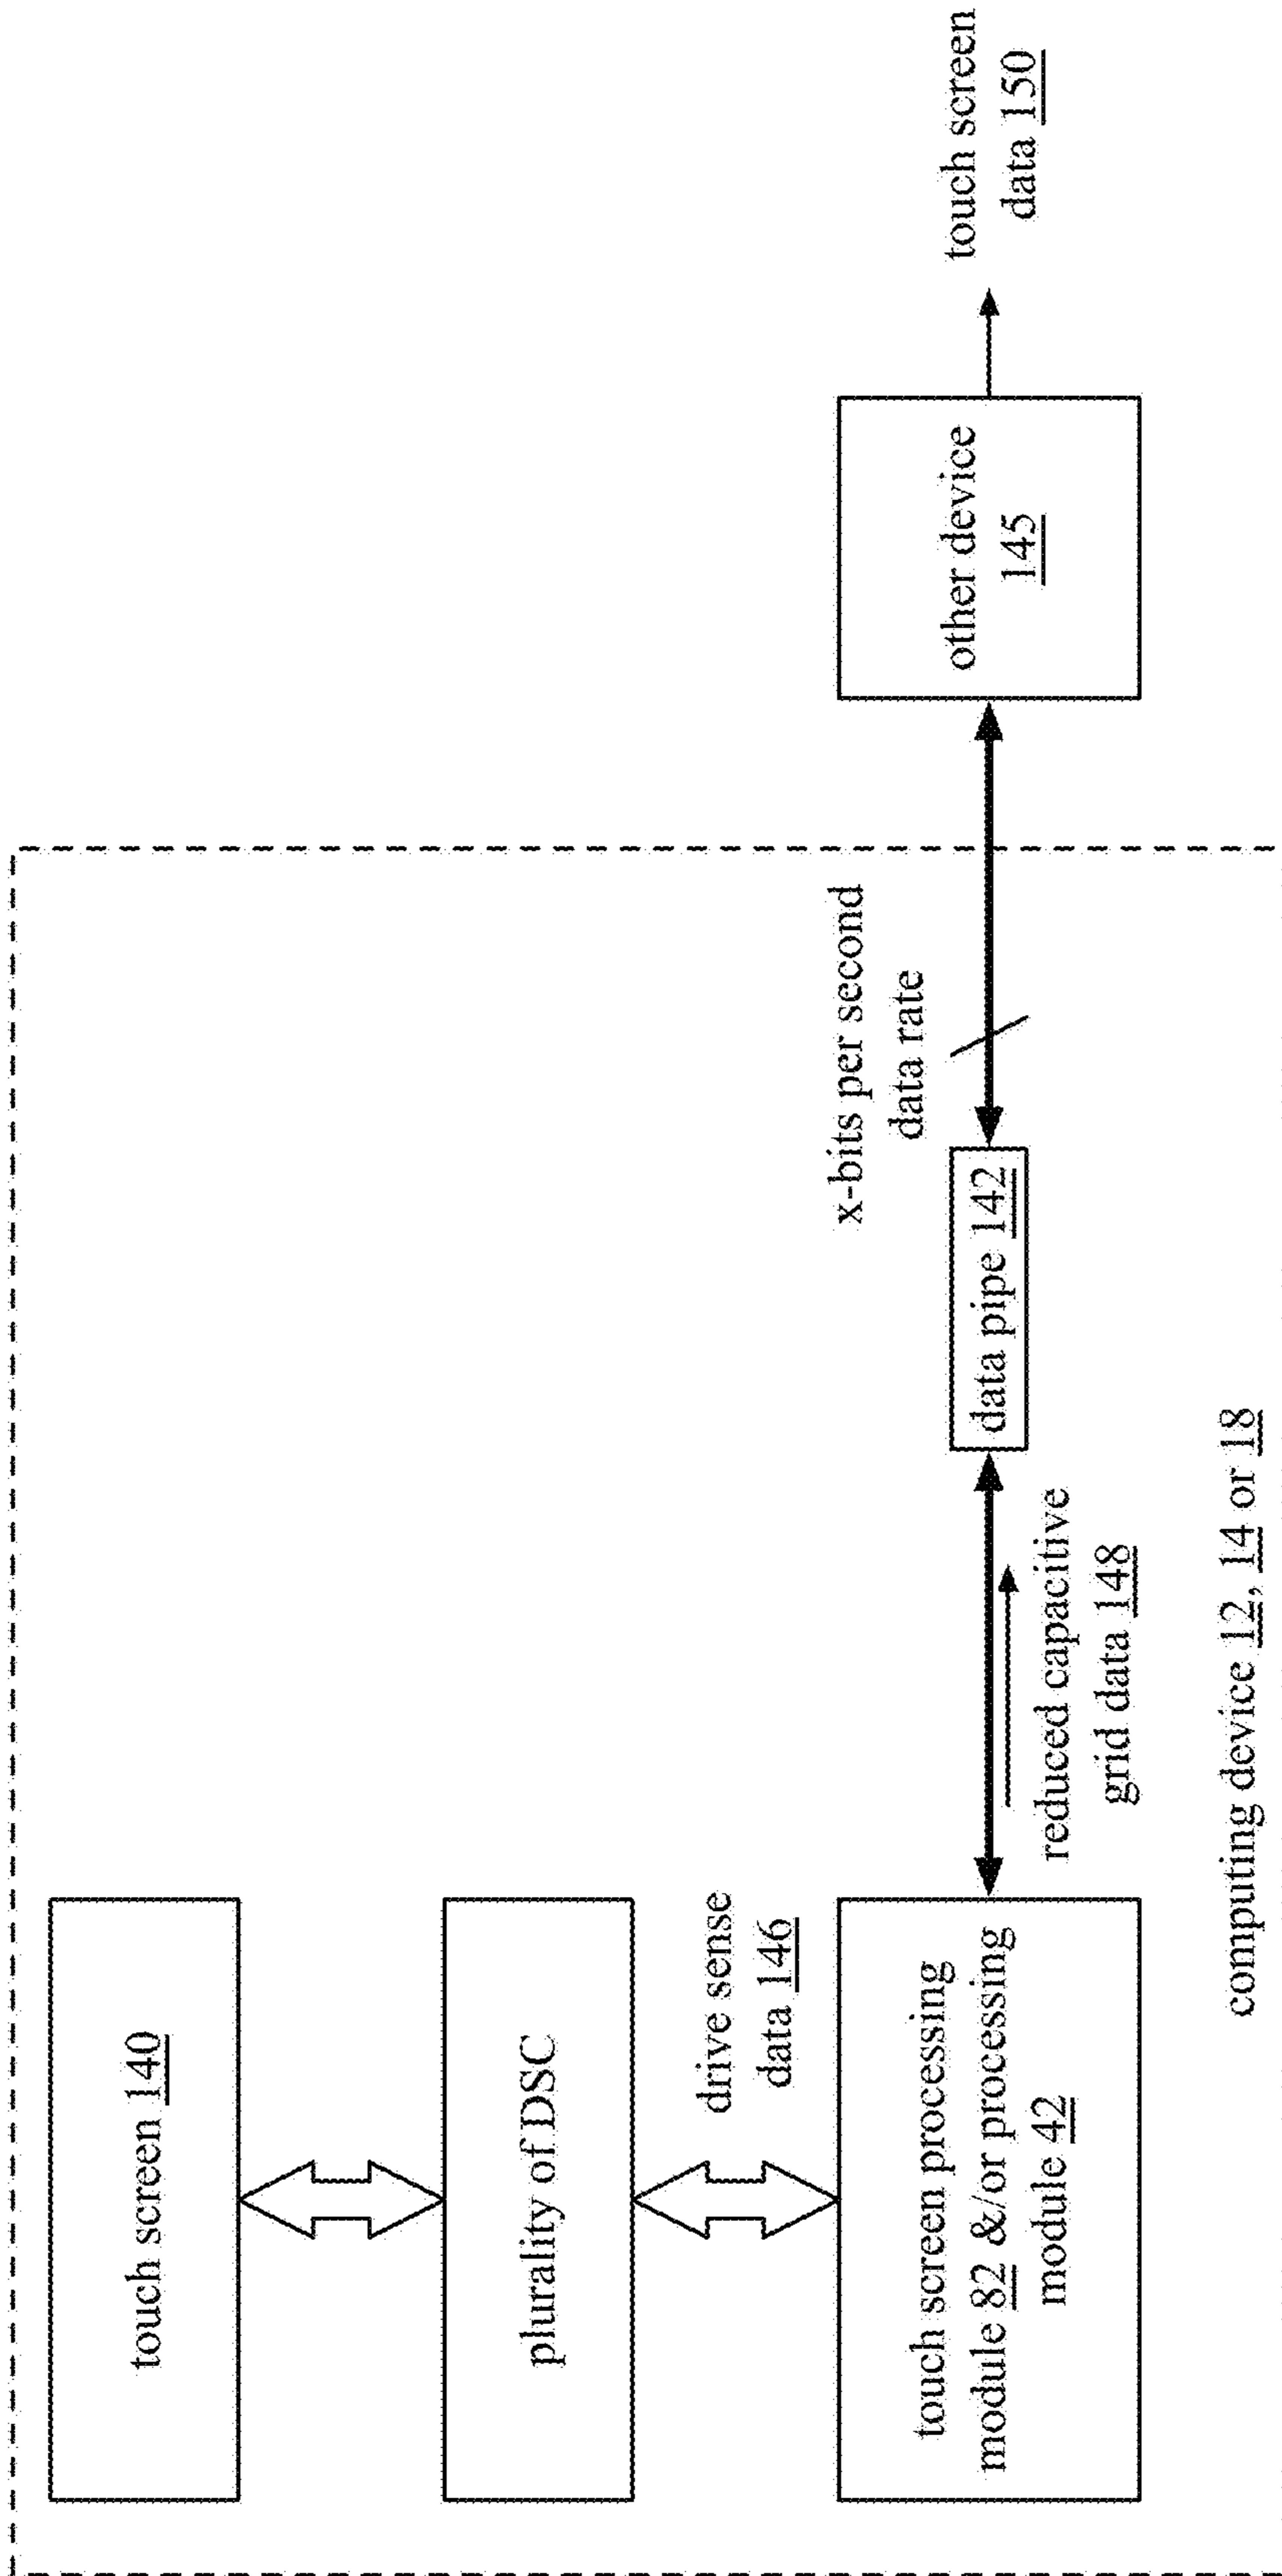 touch screen 140
plurality of DSC
drive sense
data 146
touch screen processing
module 82 &/or processing
module 42
reduced capacitive
grid data 148
data pipe 142
x-bits per second
data rate
other device
145
touch screen
data 150
computing device 12, 14 or 18